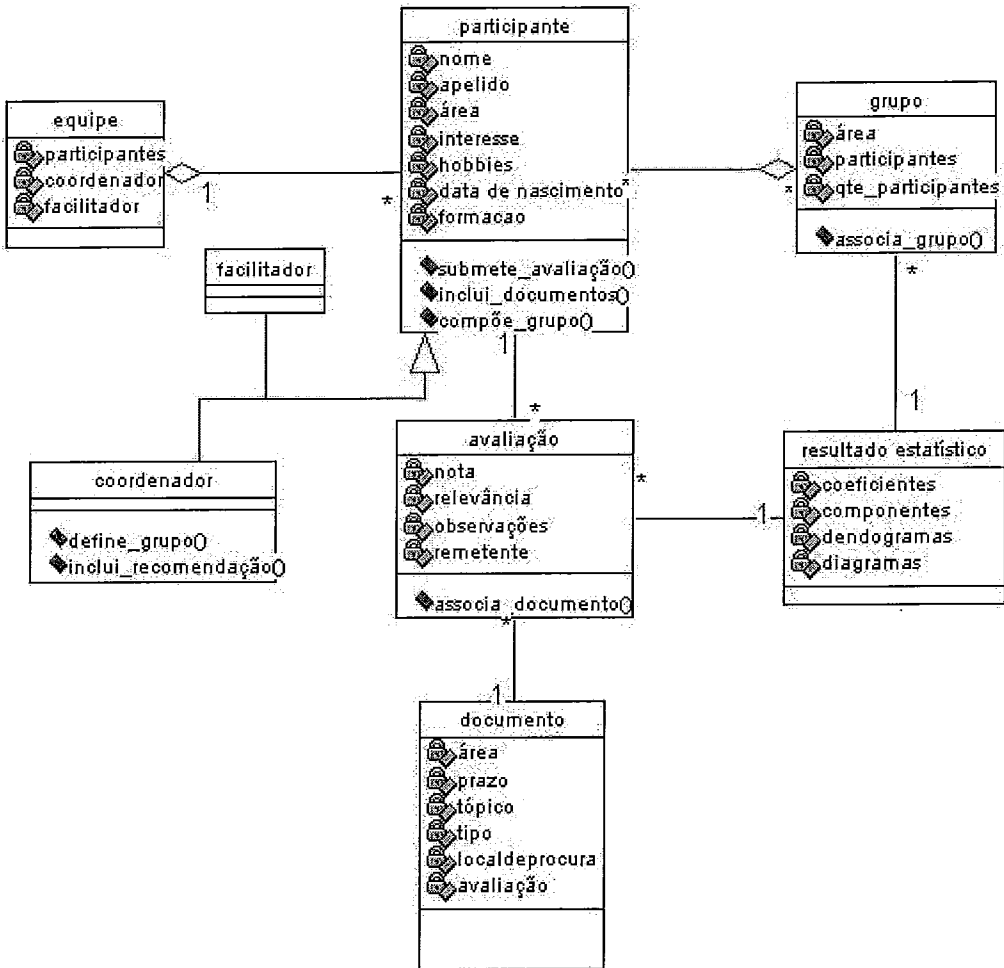 participante
nome
apelido
área
interesse
hobbies
data de nascimento
formacao
submete_avaliação()
inclui_documentos()
compõe_grupo()
equipe
participantes
coordenador
facilitador
1
*
*
*
grupo
área
participantes
qte_participantes
associa_grupo()
facilitador
1
*
*
1
coordenador
define_grupo()
inclui_recomendação()
avaliação
nota
relevância
observações
remetente
associa_documento()
*
1
resultado estatístico
coeficientes
componentes
dendogramas
diagramas
*
1
documento
área
prazo
tópico
tipo
localdeprocura
avaliação